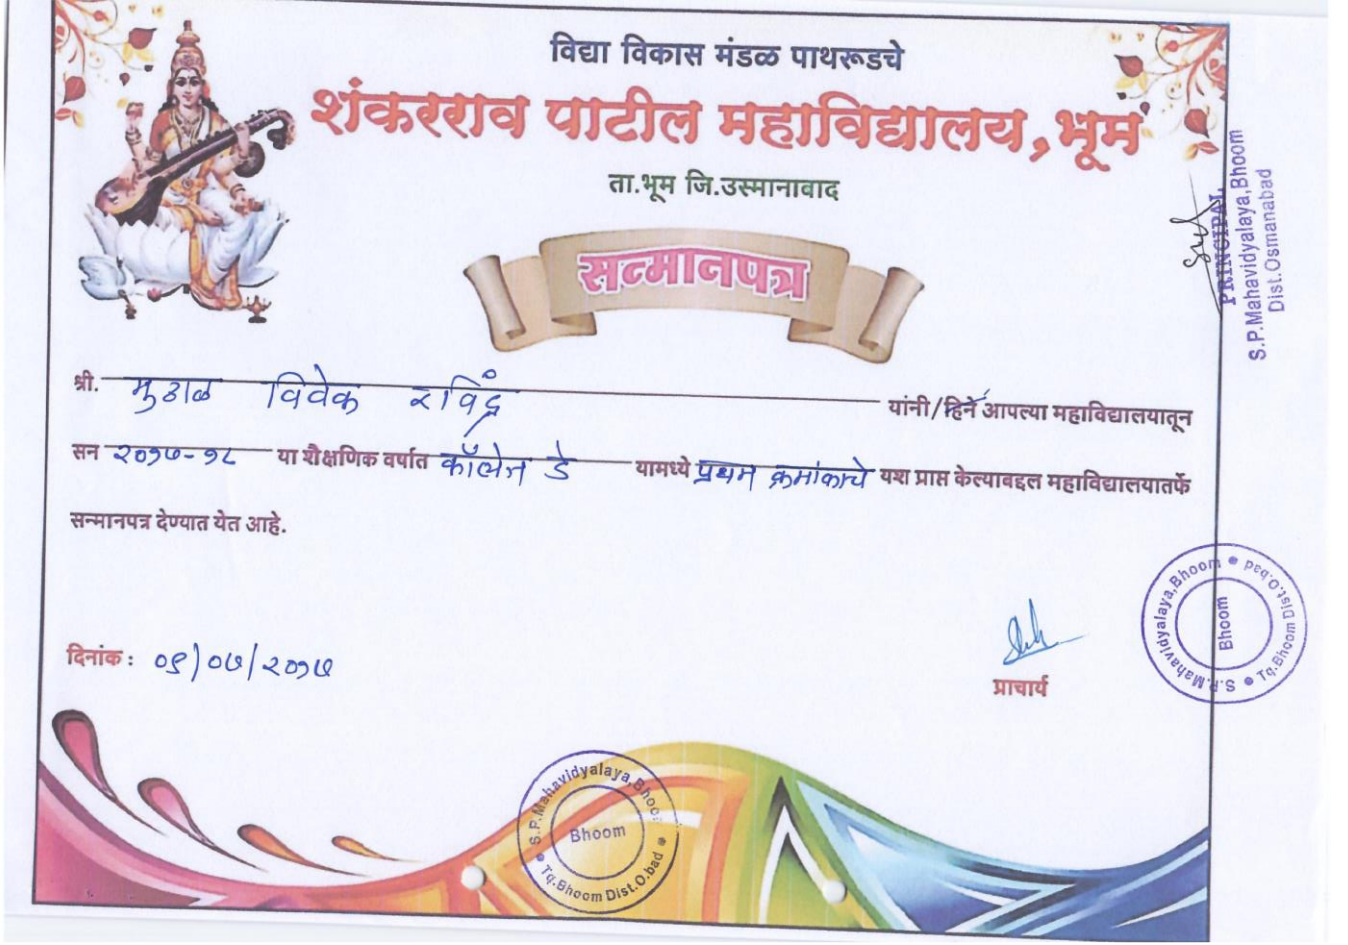 विद्या विकास मंडळ पाथरूडचे
शंकरराव पाटील महाविद्यालय,भूम
ता.भूम जि.उस्मानाबाद
सन्मानपत्र
श्री. विवेक रविंद्र यांनी/हिने आपल्या महाविद्यालयातून
सन २०१७-१८ या शैक्षणिक वर्षात कॉलेज डे यामध्ये प्रथम क्रमांकाचे यश प्राप्त केल्याबद्दल महाविद्यालयातर्फे
सन्मानपत्र देण्यात येत आहे.
दिनांक : ०९/०७/२०१७
प्राचार्य
PRINCIPAL
S.P.Mahavidyalaya,Bhoom
Dist.Osmanabad
S.P.Mahavidyalaya,Bhoom
Tq.Bhoom Dist.O.bad
Bhoom
S.P.Mahavidyalaya,Bhoom
Tq.Bhoom Dist.O.bad
Bhoom